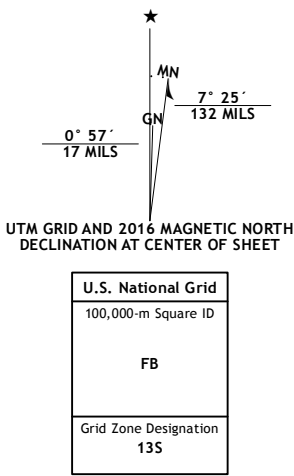 ★
MN
GN
7° 25´
132 MILS
0° 57´
17 MILS
UTM GRID AND 2016 MAGNETIC NORTH
DECLINATION AT CENTER OF SHEET
U.S. National Grid
100,000-m Square ID
FB
Grid Zone Designation
13S